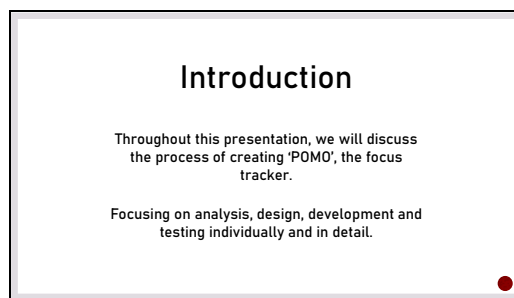 Introduction
Throughout this presentation, we will discuss
the process of creating ‘POMO’, the focus
tracker.
Focusing on analysis, design, development and
testing individually and in detail.